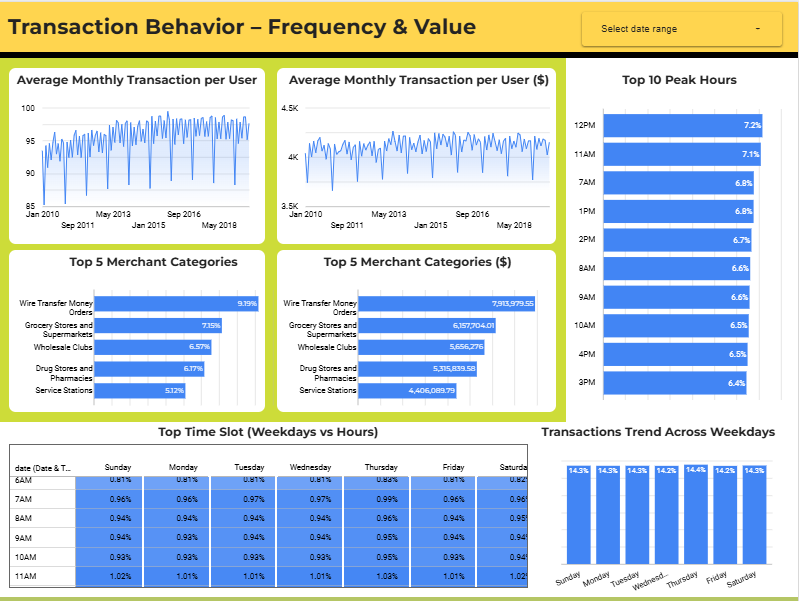 Transaction Behavior – Frequency & Value
Select date range
Average Monthly Transaction per User
100
95
90
85
Jan 2010
Sep 2011
May 2013
Jan 2015
Sep 2016
May 2018
Average Monthly Transaction per User ($)
4.5K
4K
3.5K
Jan 2010
Sep 2011
May 2013
Jan 2015
Sep 2016
May 2018
Top 10 Peak Hours
12PM 7.2%
11AM 7.1%
7AM 6.8%
1PM 6.8%
2PM 6.7%
8AM 6.6%
9AM 6.6%
10AM 6.5%
4PM 6.5%
3PM 6.4%
Top 5 Merchant Categories
Wire Transfer Money 9.19%
Orders
Grocery Stores and 7.15%
Supermarkets
Wholesale Clubs 6.57%
Drug Stores and 6.17%
Pharmacies
Service Stations 5.12%
Top 5 Merchant Categories ($)
Wire Transfer Money 7,913,979.55
Orders
Grocery Stores and 6,157,704.01
Supermarkets
Wholesale Clubs 5,656,276
Drug Stores and 5,315,839.58
Pharmacies
Service Stations 4,406,089.79
Top Time Slot (Weekdays vs Hours)
date (Date & T... Sunday Monday Tuesday Wednesday Thursday Friday Saturda
6AM 0.81% 0.81% 0.81% 0.81% 0.83% 0.81% 0.82
7AM 0.96% 0.96% 0.97% 0.97% 0.99% 0.96% 0.96
8AM 0.94% 0.94% 0.94% 0.94% 0.96% 0.94% 0.95
9AM 0.94% 0.93% 0.94% 0.94% 0.95% 0.94% 0.94
10AM 0.93% 0.93% 0.93% 0.93% 0.95% 0.93% 0.94
11AM 1.02% 1.01% 1.01% 1.01% 1.03% 1.01% 1.02
Transactions Trend Across Weekdays
14.3% 14.3% 14.3% 14.2% 14.4% 14.2% 14.3%
Sunday Monday Tuesday Wednesd... Thursday Friday Saturday